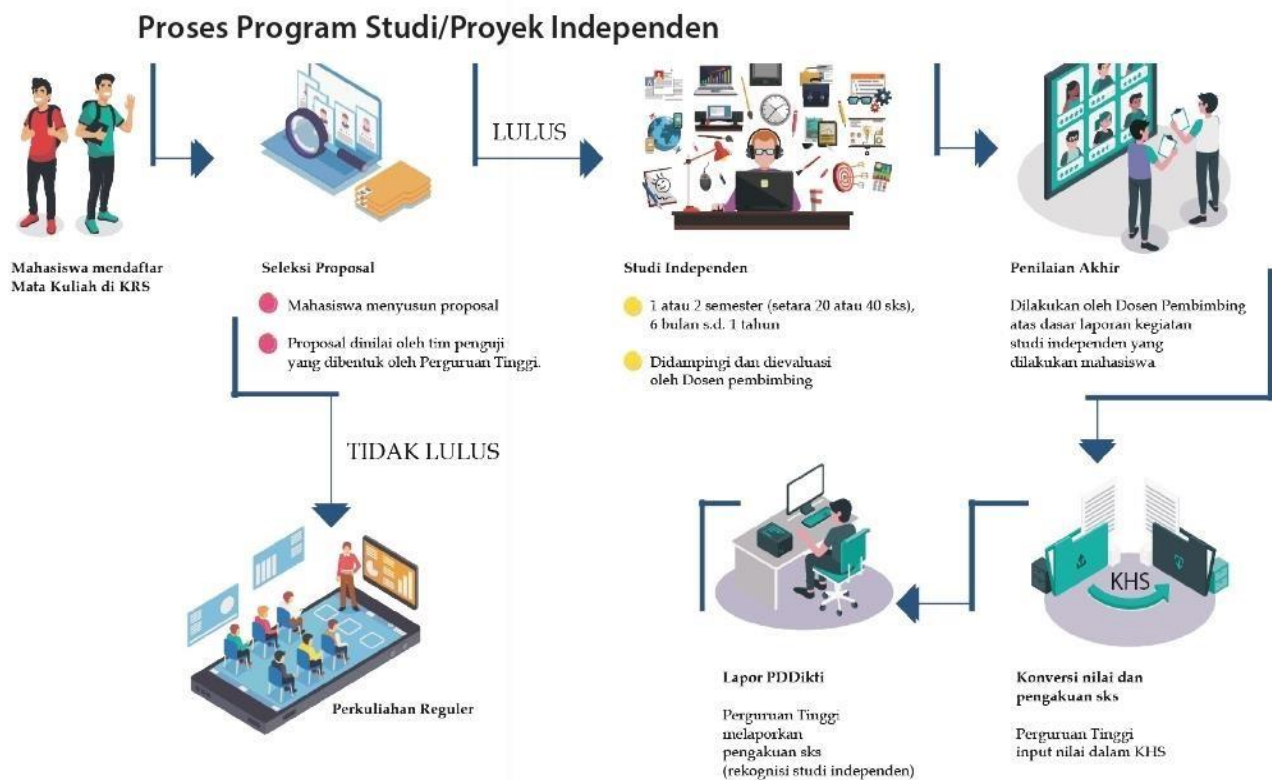 Proses Program Studi/Proyek Independen
LULUS
Mahasiswa mendaftar
Mata Kuliah di KRS
Seleksi Proposal
Mahasiswa menyusun proposal
Proposal dinilai oleh tim penguji
yang dibentuk oleh Perguruan Tinggi.
Studi Independen
1 atau 2 semester (setara 20 atau 40 sks),
6 bulan s.d. 1 tahun
Didampingi dan dievaluasi
oleh Dosen pembimbing
Penilaian Akhir
Dilakukan oleh Dosen Pembimbing
atas dasar laporan kegiatan
studi independen yang
dilakukan mahasiswa
TIDAK LULUS
Perkuliahan Reguler
KHS
Konversi nilai dan
pengakuan sks
Perguruan Tinggi
input nilai dalam KHS
Lapor PDDikti
Perguruan Tinggi
melaporkan
pengakuan sks
(rekognisi studi independen)